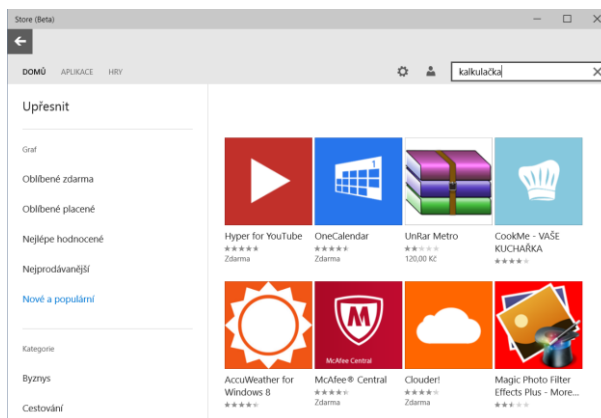 Store (Beta)
DOMŮ APLIKACE HRY
kalkulačka
Upřesnit
Graf
Oblíbené zdarma
Oblíbené placené
Nejlépe hodnocené
Nejprodávanější
Nové a populární
Kategorie
Byznys
Cestování
Hyper for YouTube
Zdarma
1
OneCalendar
Zdarma
UnRar Metro
120,00 Kč
CookMe - VAŠE
KUCHAŘKA
AccuWeather for
Windows 8
McAfee Central
McAfee® Central
Zdarma
Clouder!
Zdarma
Magic Photo Filter
Effects Plus - More...